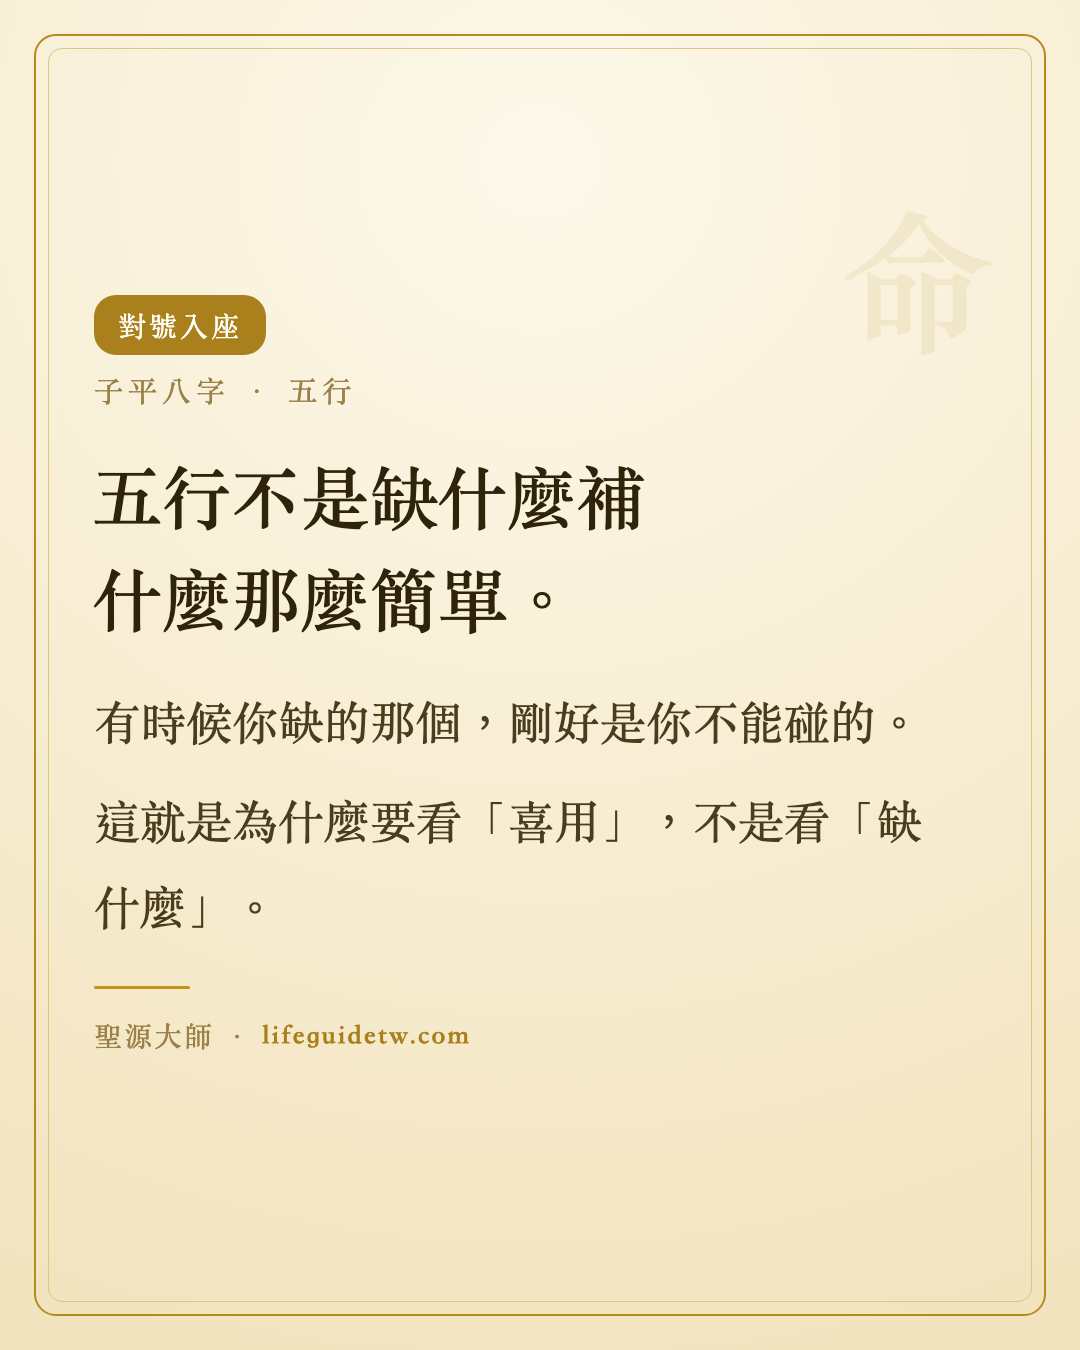 命
對號入座
子平八字 · 五行
五行不是缺什麼補
什麼那麼簡單。
有時候你缺的那個，剛好是你不能碰的。
這就是為什麼要看「喜用」，不是看「缺
什麼」。
聖源大師 · lifeguidetw.com